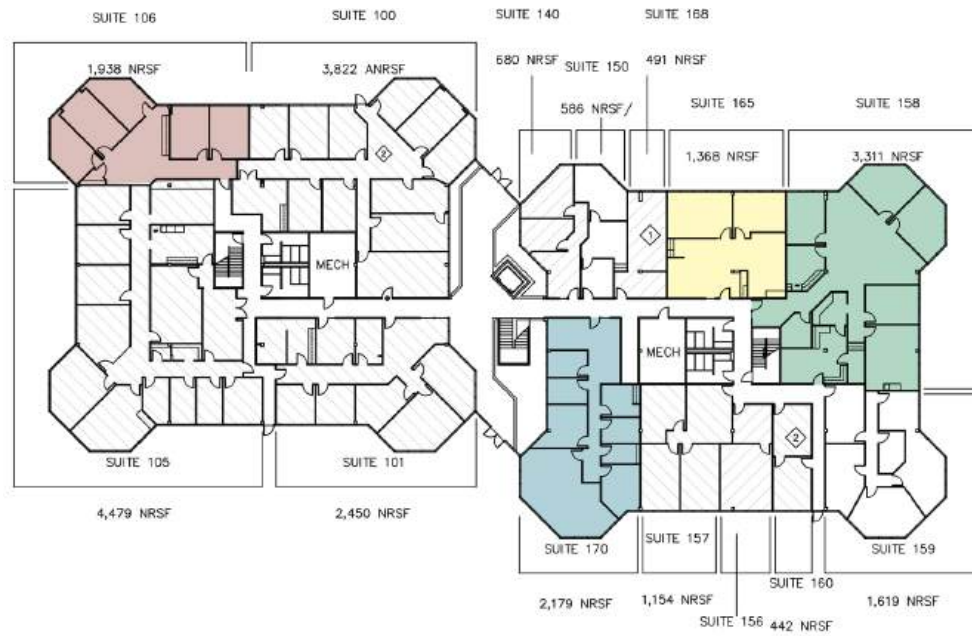 SUITE 106
SUITE 100
SUITE 140
SUITE 168
1,938 NRSF
3,822 ANRSF
680 NRSF
SUITE 150
491 NRSF
586 NRSF/
SUITE 165
SUITE 158
1,368 NRSF
3,311 NRSF
2
1
MECH
MECH
2
SUITE 105
SUITE 101
4,479 NRSF
2,450 NRSF
SUITE 170
SUITE 157
SUITE 159
SUITE 160
2,179 NRSF
1,154 NRSF
1,619 NRSF
SUITE 156
442 NRSF